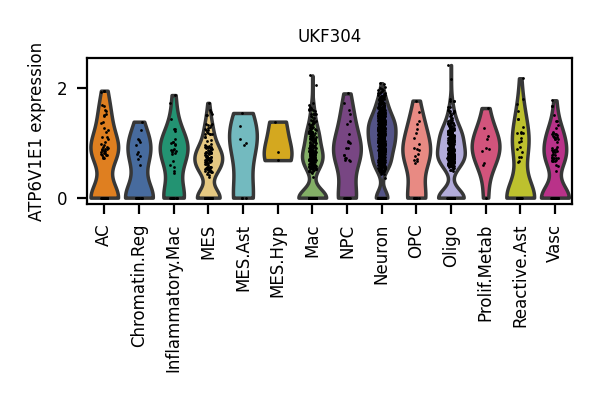 UKF304
ATP6V1E1 expression
2
0
AC
Chromatin.Reg
Inflammatory.Mac
MES
MES.Ast
MES.Hyp
Mac
NPC
Neuron
OPC
Oligo
Prolif.Metab
Reactive.Ast
Vasc